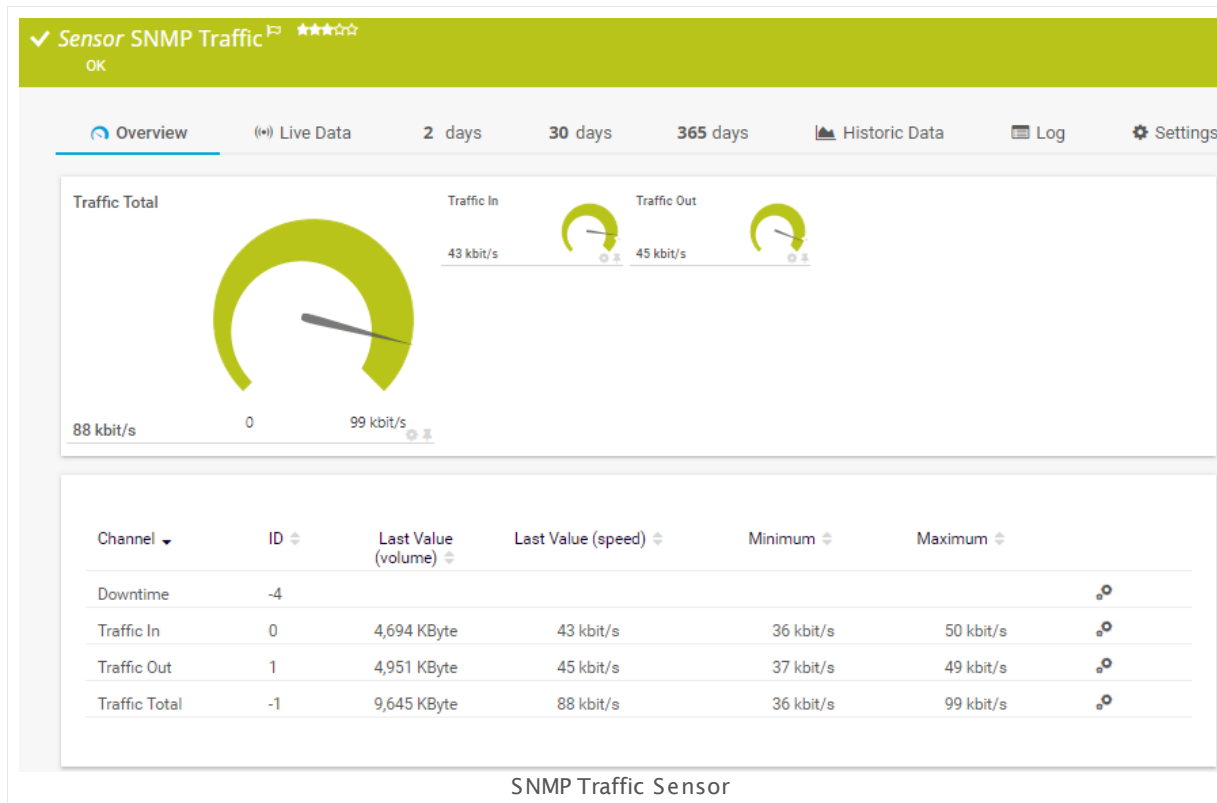 Sensor SNMP Traffic
OK
Overview
Live Data
2 days
30 days
365 days
Historic Data
Log
Settings
Traffic Total
88 kbit/s
0
99 kbit/s
Traffic In
43 kbit/s
Traffic Out
45 kbit/s
Channel ID Last Value (volume) Last Value (speed) Minimum Maximum
Downtime -4
Traffic In 0 4,694 KByte 43 kbit/s 36 kbit/s 50 kbit/s
Traffic Out 1 4,951 KByte 45 kbit/s 37 kbit/s 49 kbit/s
Traffic Total -1 9,645 KByte 88 kbit/s 36 kbit/s 99 kbit/s
SNMP Traffic Sensor